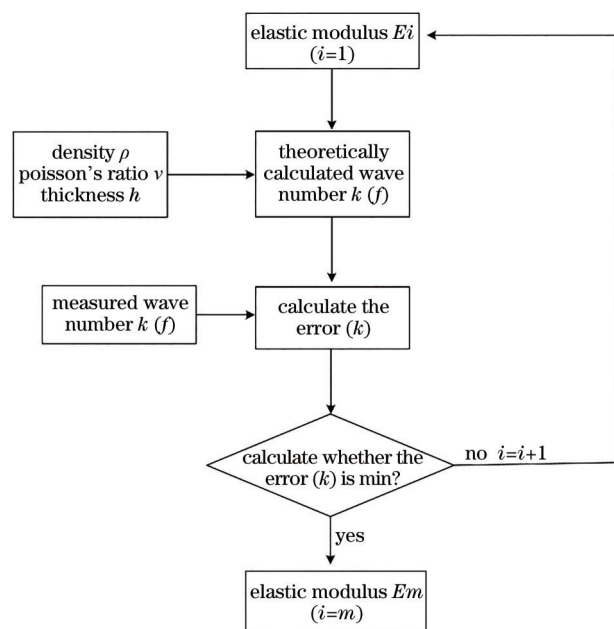 elastic modulus Ei
(i=1)
density ρ
poisson's ratio ν
thickness h
theoretically
calculated wave
number k (f)
measured wave
number k (f)
calculate the
error (k)
calculate whether the
error (k) is min?
no i=i+1
yes
elastic modulus Em
(i=m)